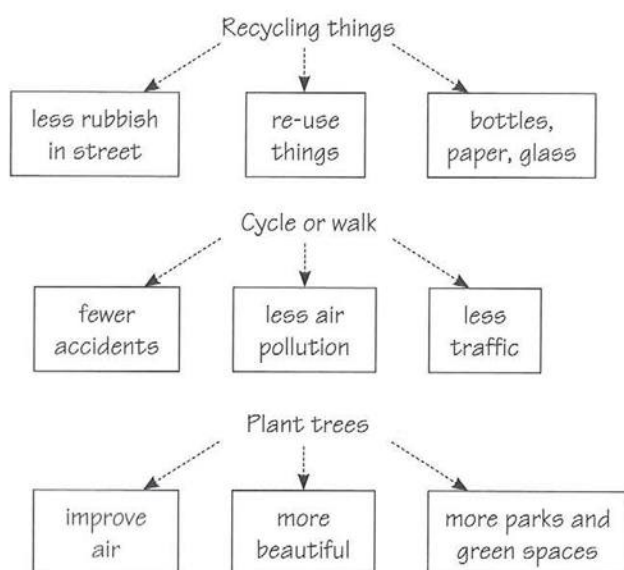 Recycling things
less rubbish
in street
re-use
things
bottles,
paper, glass
Cycle or walk
fewer
accidents
less air
pollution
less
traffic
Plant trees
improve
air
more
beautiful
more parks and
green spaces